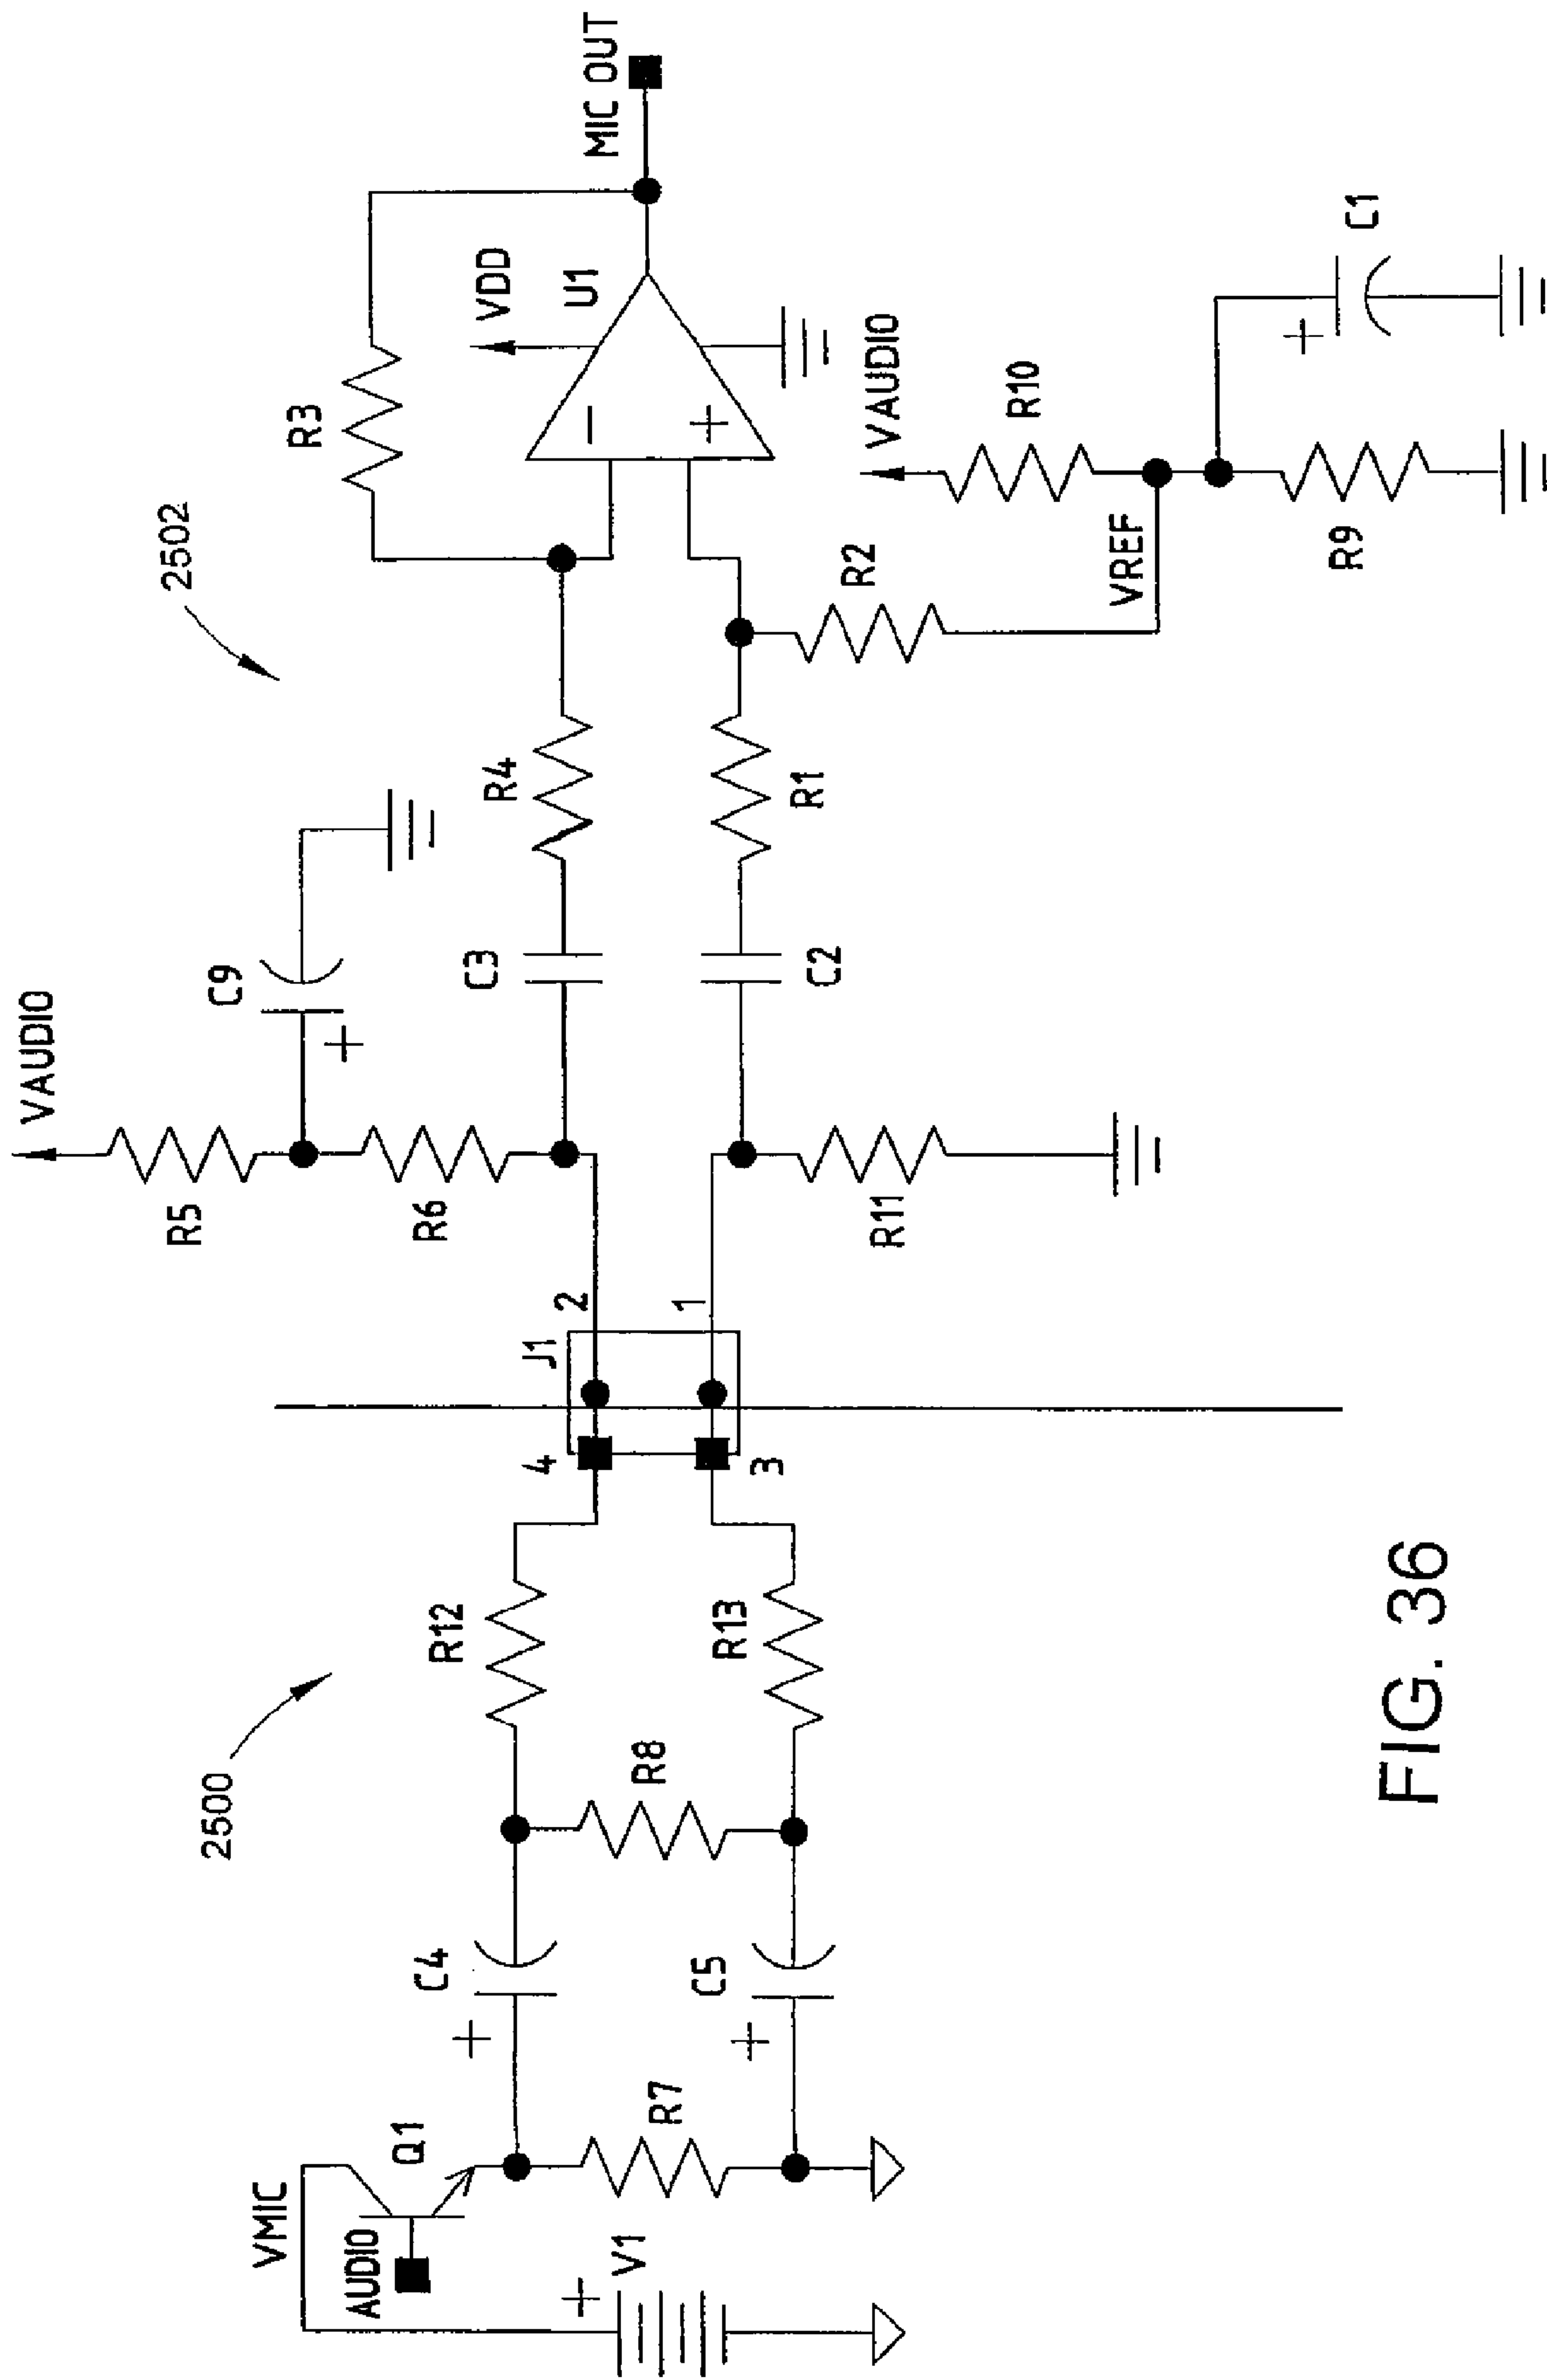 2500
VMIC
AUDIO
Q1
+
V1
R7
+
C4
+
C5
R8
R12
R13
4
3
J1
2
1
VAUDIO
R5
R6
C9
+
R11
2502
C3
C2
R4
R1
R3
R2
VREF
VDD
U1
−
+
MIC OUT
VAUDIO
R10
R9
+
C1
FIG. 36